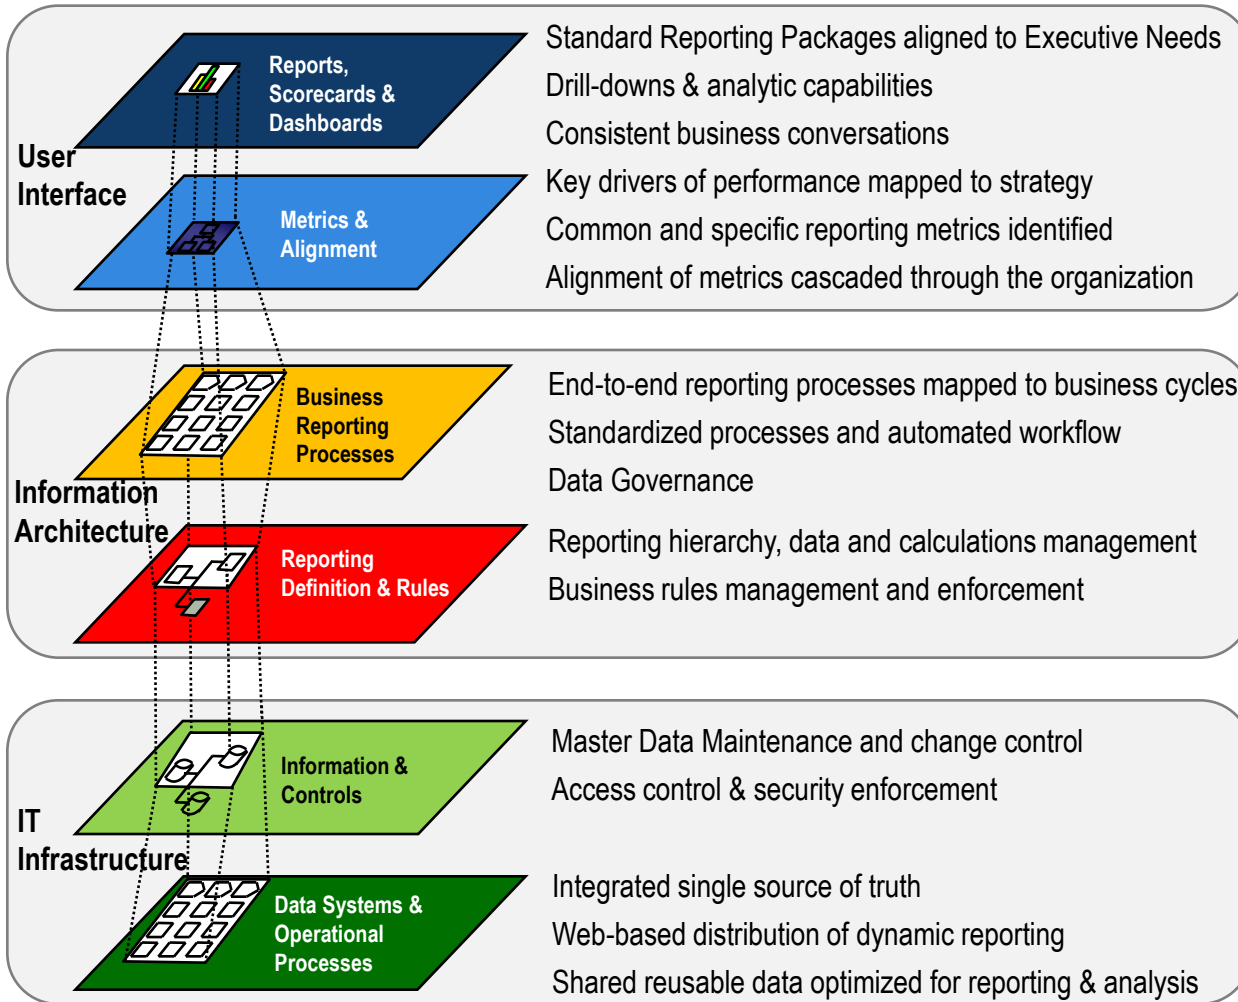 Reports,
Scorecards &
Dashboards
Standard Reporting Packages aligned to Executive Needs
Drill-downs & analytic capabilities
Consistent business conversations
User
Interface
Metrics &
Alignment
Key drivers of performance mapped to strategy
Common and specific reporting metrics identified
Alignment of metrics cascaded through the organization
Business
Reporting
Processes
End-to-end reporting processes mapped to business cycles
Standardized processes and automated workflow
Data Governance
Information
Architecture
Reporting
Definition & Rules
Reporting hierarchy, data and calculations management
Business rules management and enforcement
Information &
Controls
Master Data Maintenance and change control
Access control & security enforcement
IT
Infrastructure
Data Systems &
Operational
Processes
Integrated single source of truth
Web-based distribution of dynamic reporting
Shared reusable data optimized for reporting & analysis